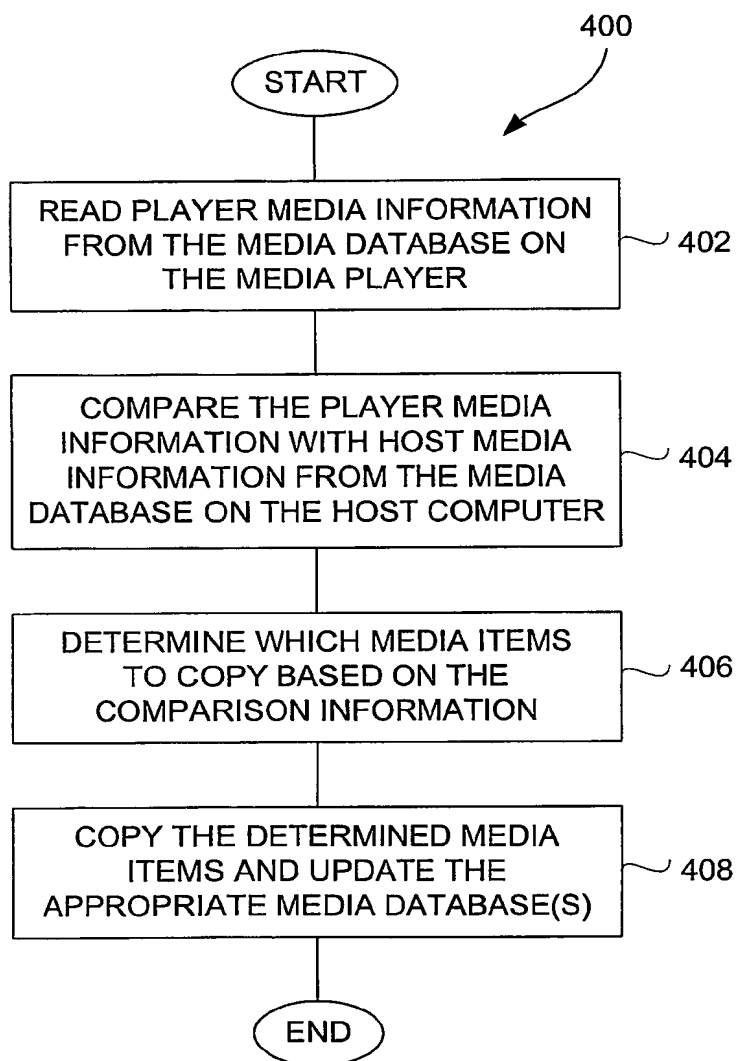 400
START
READ PLAYER MEDIA INFORMATION
FROM THE MEDIA DATABASE ON
THE MEDIA PLAYER
402
COMPARE THE PLAYER MEDIA
INFORMATION WITH HOST MEDIA
INFORMATION FROM THE MEDIA
DATABASE ON THE HOST COMPUTER
404
DETERMINE WHICH MEDIA ITEMS
TO COPY BASED ON THE
COMPARISON INFORMATION
406
COPY THE DETERMINED MEDIA
ITEMS AND UPDATE THE
APPROPRIATE MEDIA DATABASE(S)
408
END